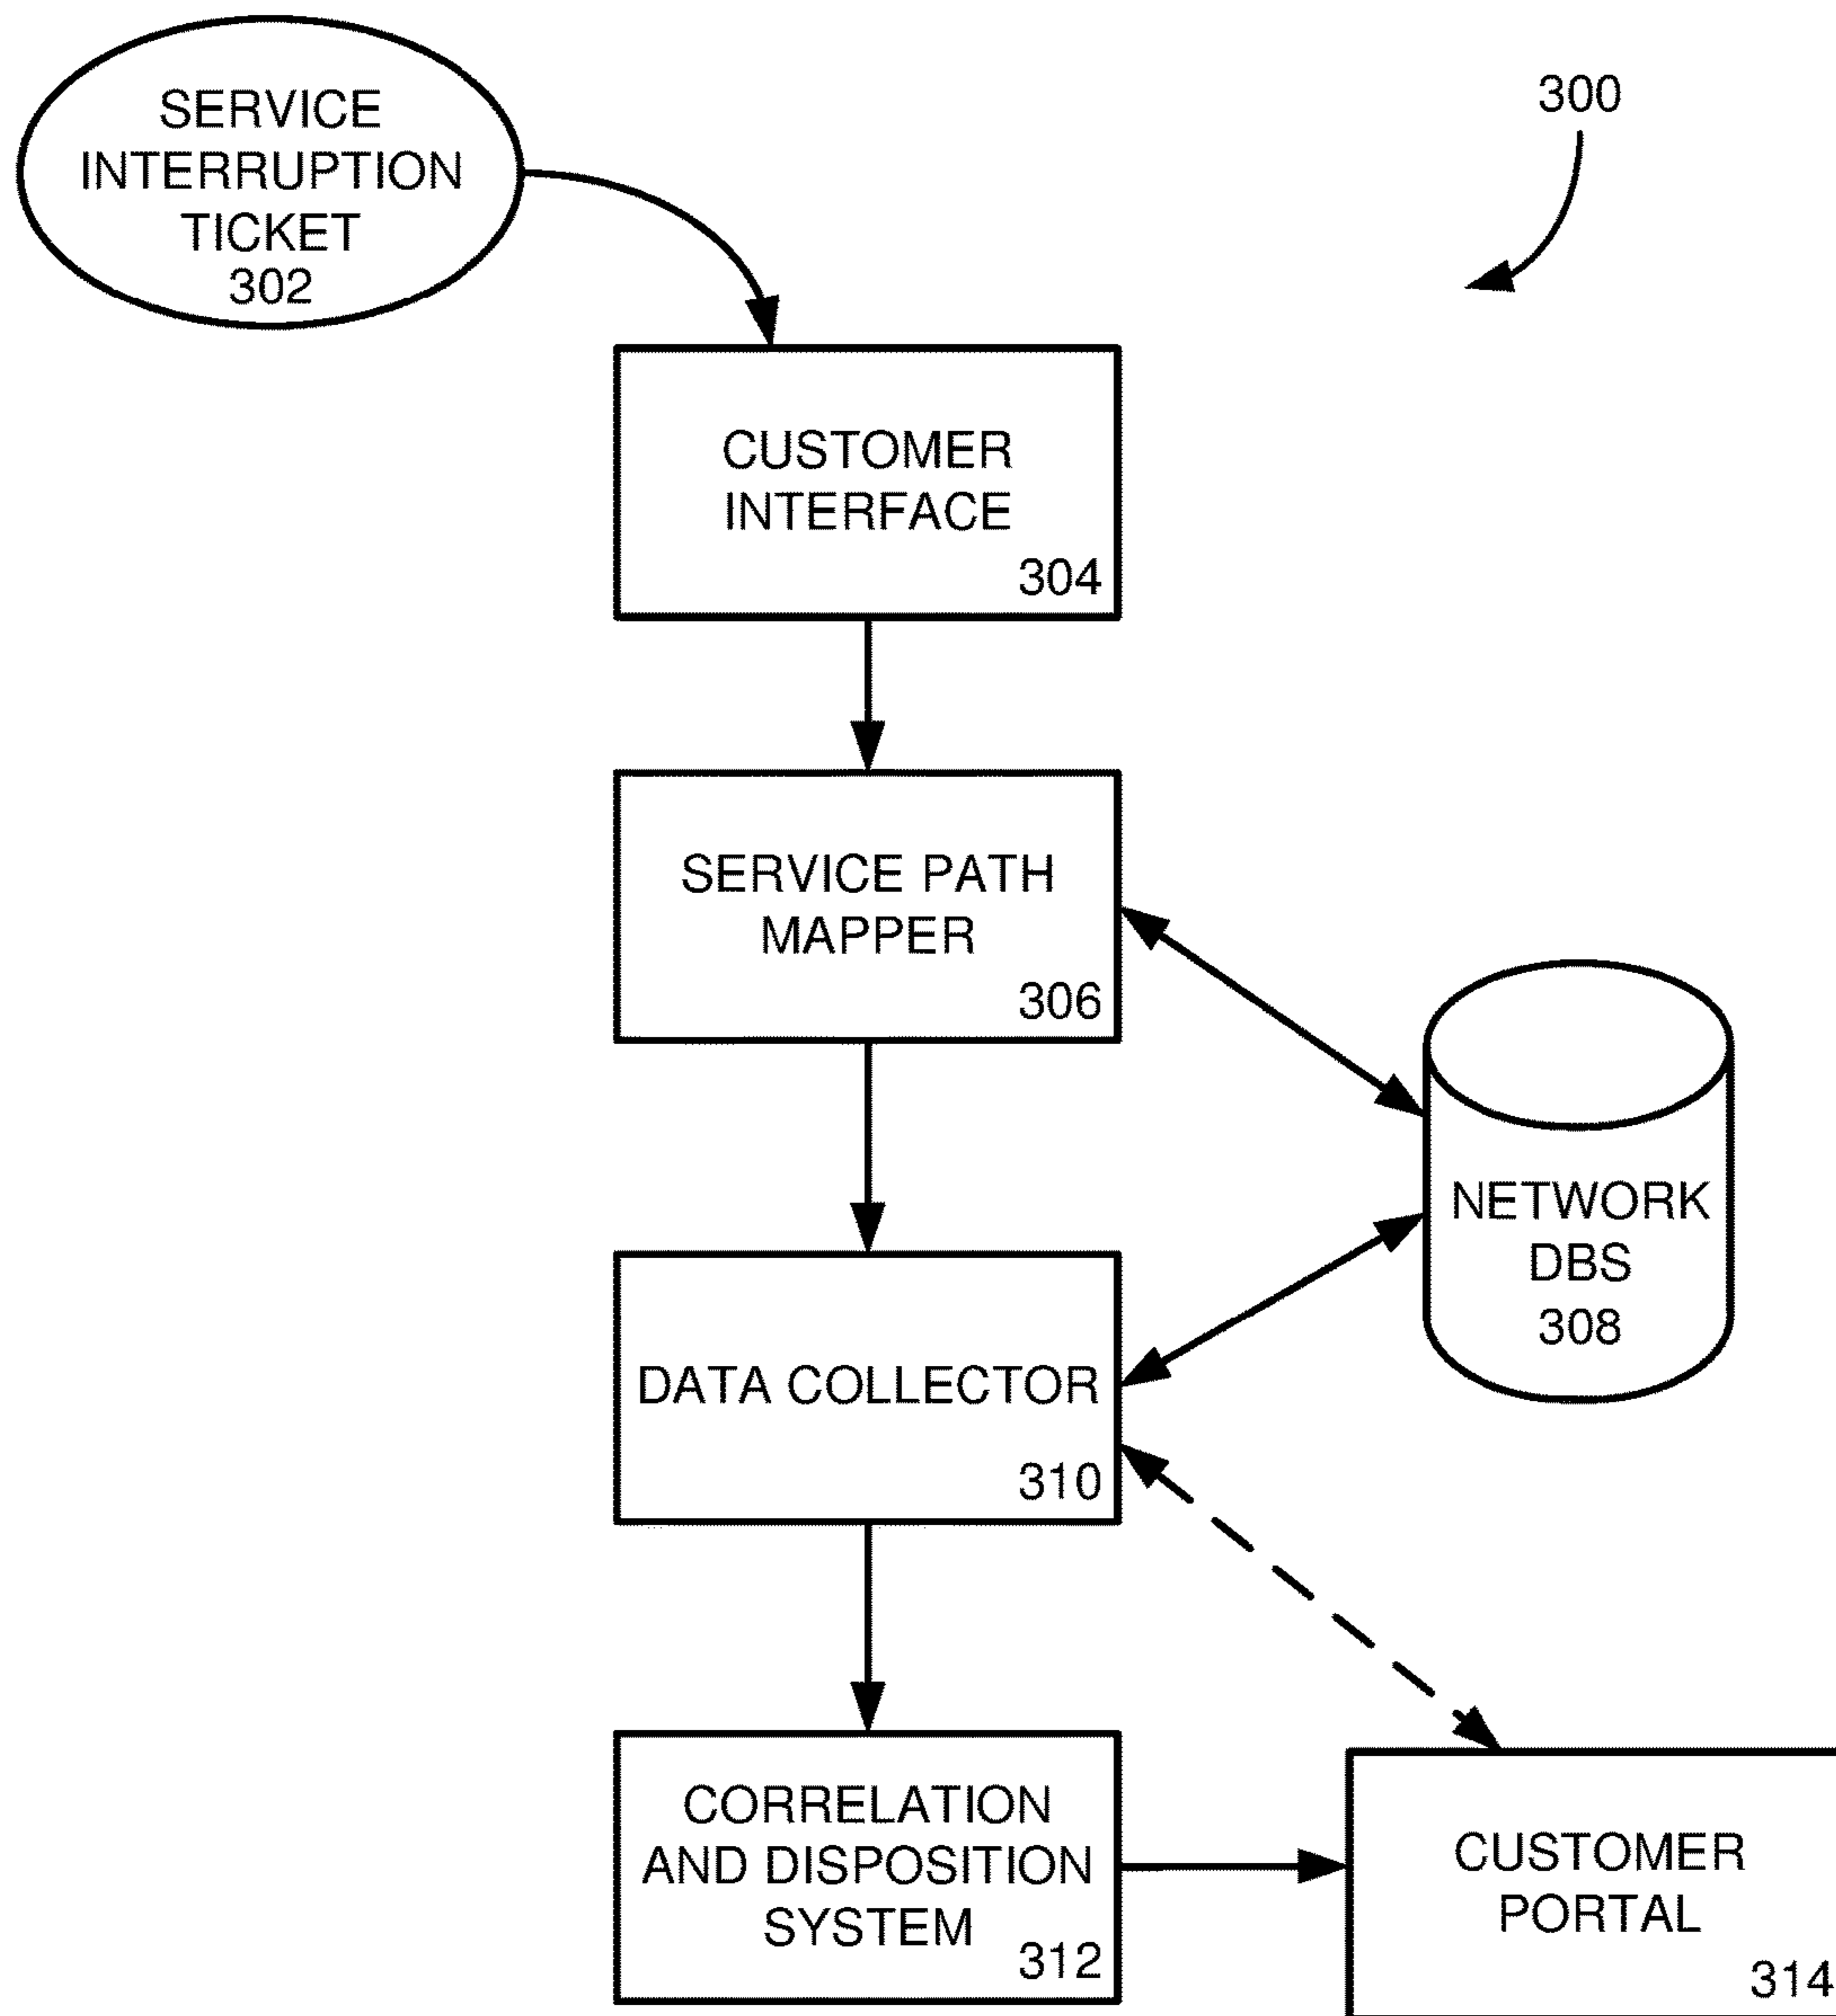 SERVICE
INTERRUPTION
TICKET
302
300
CUSTOMER
INTERFACE
304
SERVICE PATH
MAPPER
306
NETWORK
DBS
308
DATA COLLECTOR
310
CORRELATION
AND DISPOSITION
SYSTEM
312
CUSTOMER
PORTAL
314